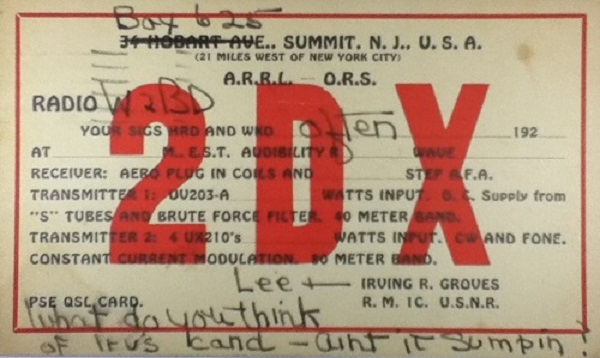 Box 625
34 HOBART AVE., SUMMIT, N. J., U. S. A.
(21 MILES WEST OF NEW YORK CITY)
A.R.R.L. O.R.S.
RADIO W2BD
2DX
YOUR SIGS HRD AND WKD often 192
AT M., E.S.T. AUDIBILITY R WAVE
RECEIVER: AERO PLUG IN COILS AND STEP A.F.A.
TRANSMITTER 1: UV203-A WATTS INPUT. D. C. Supply from
"S" TUBES AND BRUTE FORCE FILTER. 40 METER BAND.
TRANSMITTER 2: 4 UX210's WATTS INPUT. CW AND FONE.
CONSTANT CURRENT MODULATION. 80 METER BAND.
Lee IRVING R. GROVES
PSE QSL CARD. R. M. 1C. U.S.N.R.
What do you think
OF card - aint it sumpin!